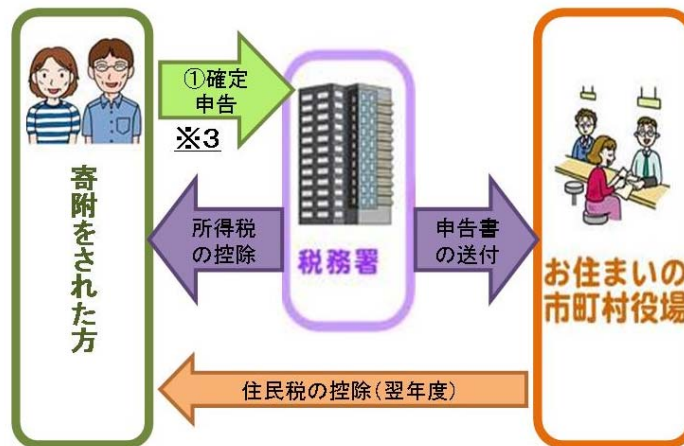 ①確定
申告
※3
寄附をされた方
所得税
の控除
税務署
申告書
の送付
お住まいの
市町村役場
住民税の控除(翌年度)